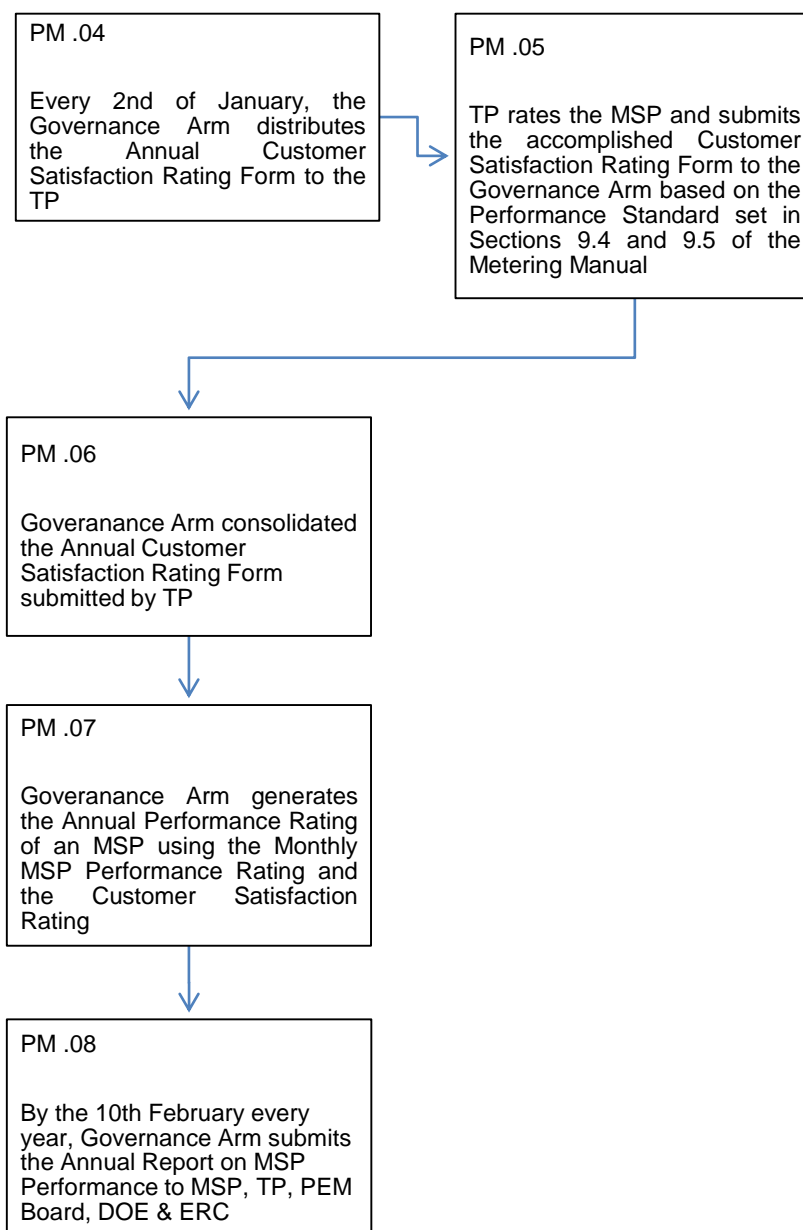 PM .04
Every 2nd of January, the
Governance Arm distributes
the Annual Customer
Satisfaction Rating Form to the
TP
PM .05
TP rates the MSP and submits
the accomplished Customer
Satisfaction Rating Form to the
Governance Arm based on the
Performance Standard set in
Sections 9.4 and 9.5 of the
Metering Manual
PM .06
Goveranance Arm consolidated
the Annual Customer
Satisfaction Rating Form
submitted by TP
PM .07
Goveranance Arm generates
the Annual Performance Rating
of an MSP using the Monthly
MSP Performance Rating and
the Customer Satisfaction
Rating
PM .08
By the 10th February every
year, Governance Arm submits
the Annual Report on MSP
Performance to MSP, TP, PEM
Board, DOE & ERC